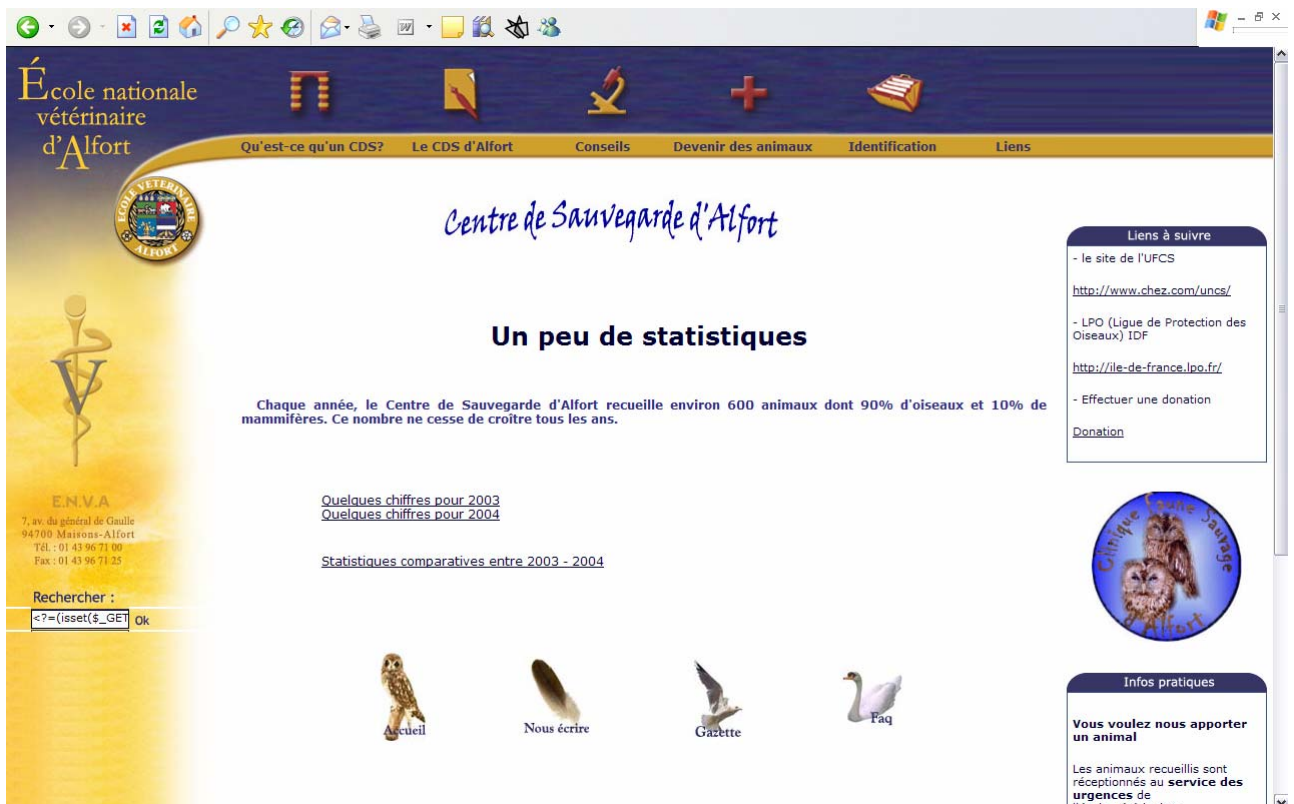 École nationale
vétérinaire
d'Alfort
Qu'est-ce qu'un CDS? Le CDS d'Alfort Conseils Devenir des animaux Identification Liens
ECOLE VETERINAIRE
ALFORT
Centre de Sauvegarde d'Alfort
Un peu de statistiques
Chaque année, le Centre de Sauvegarde d'Alfort recueille environ 600 animaux dont 90% d'oiseaux et 10% de
mammifères. Ce nombre ne cesse de croître tous les ans.
Quelques chiffres pour 2003
Quelques chiffres pour 2004
Statistiques comparatives entre 2003 - 2004
V
E.N.V.A
7, av. du général de Gaulle
94700 Maisons-Alfort
Tél. : 01 43 96 71 00
Fax : 01 43 96 71 25
Rechercher :
<?=(isset($_GET Ok
Accueil
Nous écrire
Gazette
Faq
Liens à suivre
- le site de l'UFCS
http://www.chez.com/uncs/
- LPO (Ligue de Protection des
Oiseaux) IDF
http://ile-de-france.lpo.fr/
- Effectuer une donation
Donation
Clinique Faune Sauvage
d'Alfort
Infos pratiques
Vous voulez nous apporter
un animal
Les animaux recueillis sont
réceptionnés au service des
urgences de